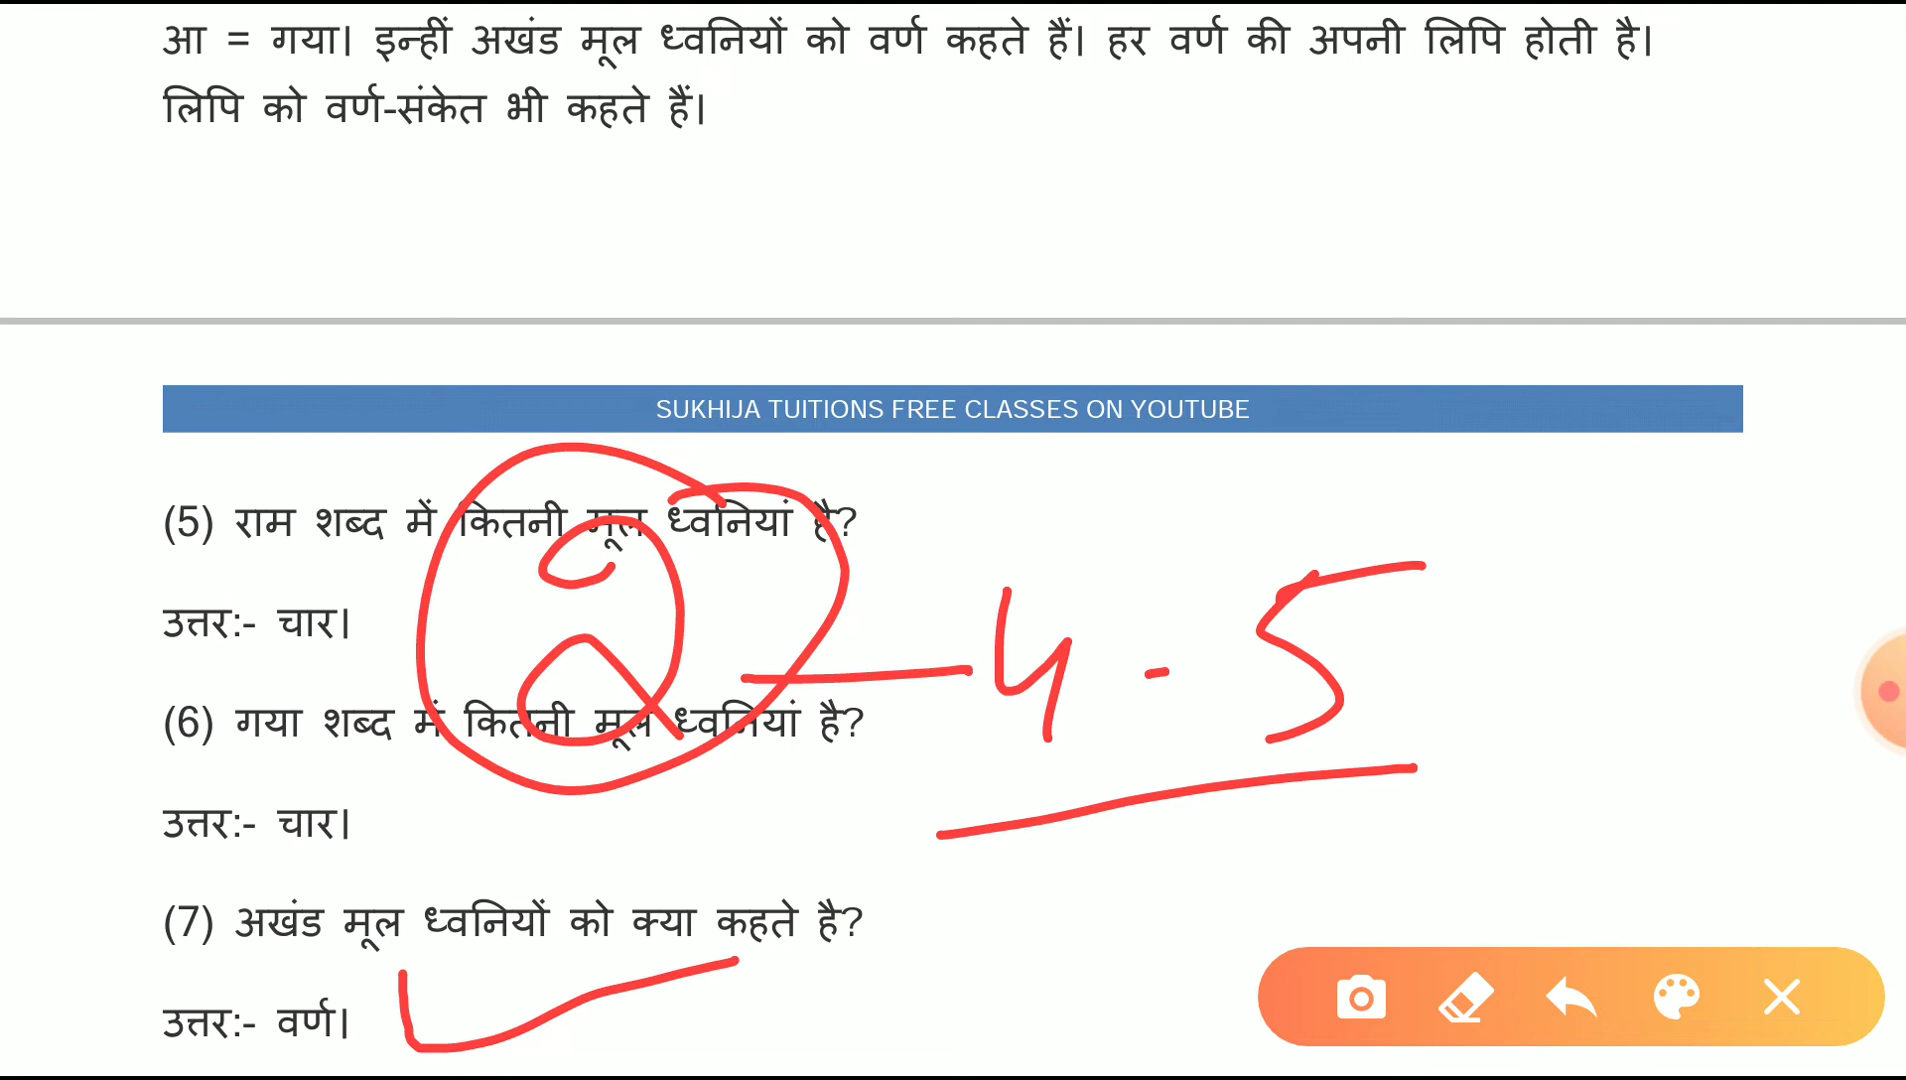 आ = गया। इन्हीं अखंड मूल ध्वनियों को वर्ण कहते हैं। हर वर्ण की अपनी लिपि होती है।
लिपि को वर्ण-संकेत भी कहते हैं।
SUKHIJA TUITIONS FREE CLASSES ON YOUTUBE
(5) राम शब्द में कितनी मूल ध्वनियां है?
उत्तर:- चार।
2 — 4 - 5
(6) गया शब्द में कितनी मूल ध्वनियां है?
उत्तर:- चार।
(7) अखंड मूल ध्वनियों को क्या कहते है?
उत्तर:- वर्ण।